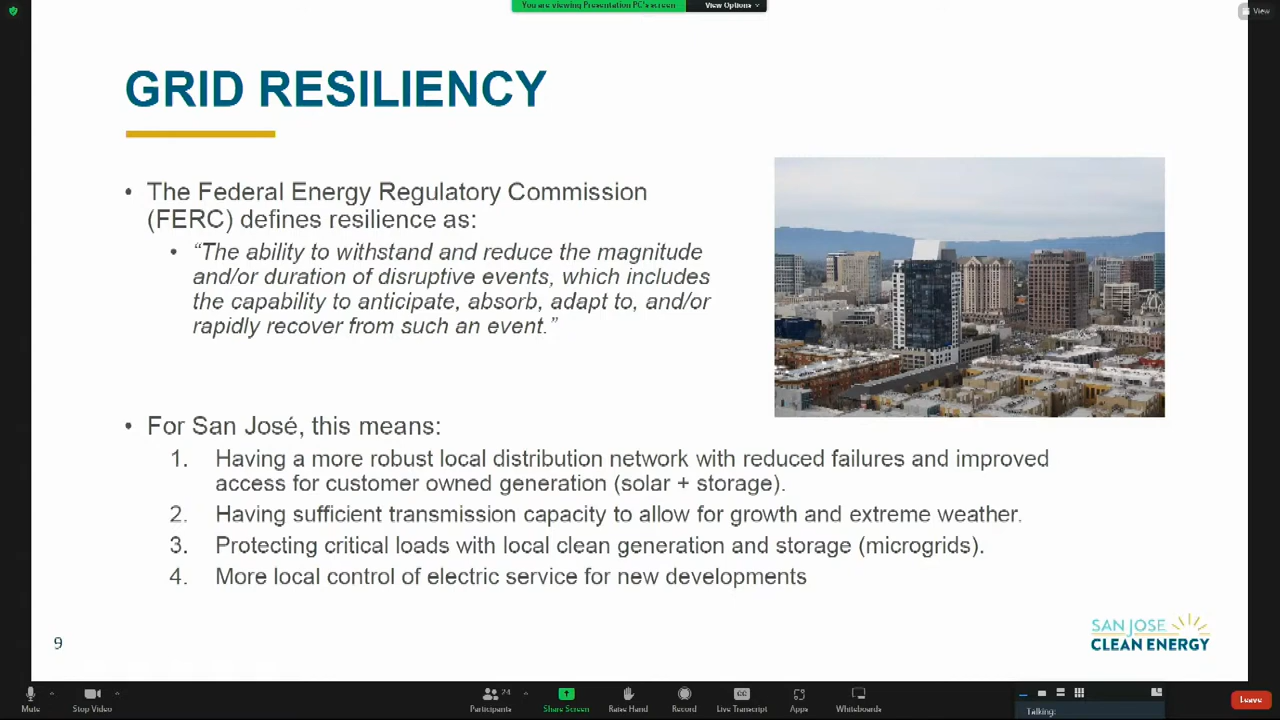 You are viewing Presentation PC's screen
View Options
View
GRID RESILIENCY
• The Federal Energy Regulatory Commission
(FERC) defines resilience as:
• “The ability to withstand and reduce the magnitude
and/or duration of disruptive events, which includes
the capability to anticipate, absorb, adapt to, and/or
rapidly recover from such an event.”
• For San José, this means:
1. Having a more robust local distribution network with reduced failures and improved
access for customer owned generation (solar + storage).
2. Having sufficient transmission capacity to allow for growth and extreme weather.
3. Protecting critical loads with local clean generation and storage (microgrids).
4. More local control of electric service for new developments
9
SAN JOSE
CLEAN ENERGY
Mute
Stop Video
24
Participants
Share Screen
Raise Hand
Record
CC
Live Transcript
Apps
Whiteboards
Talking:
Leave